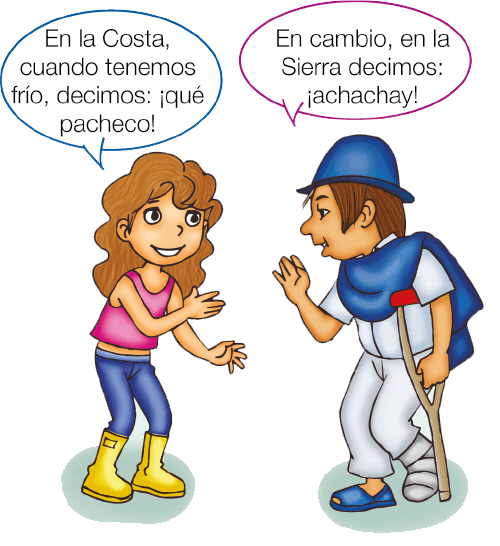 En la Costa,
cuando tenemos
frío, decimos: ¡qué
pacheco!
En cambio, en la
Sierra decimos:
¡achachay!